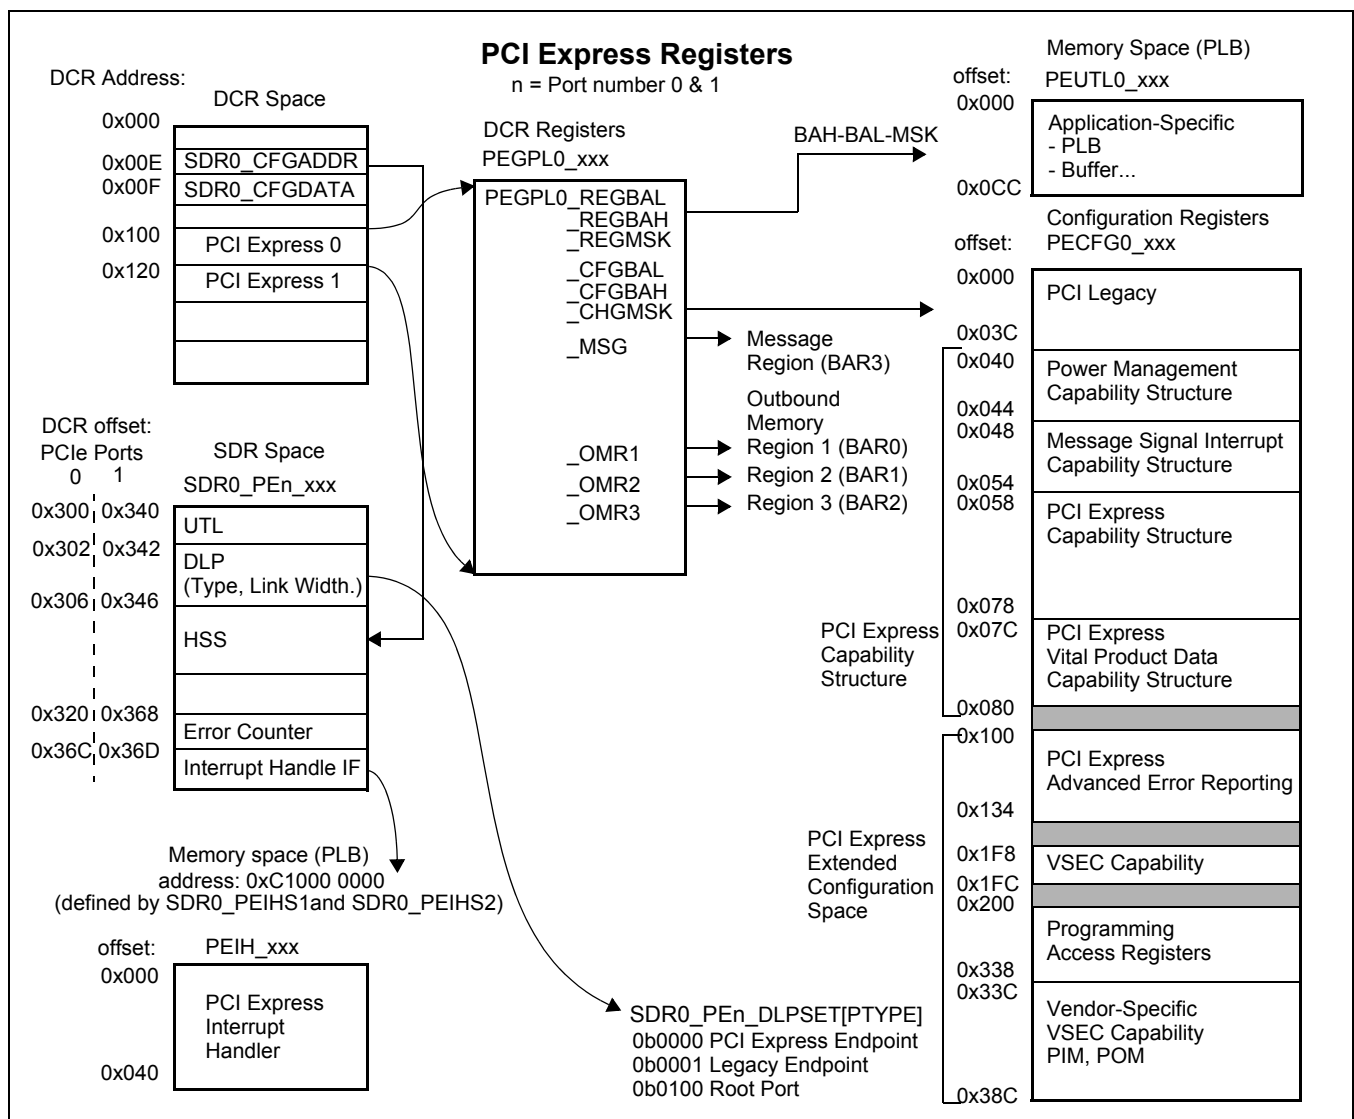 PCI Express Registers
n = Port number 0 & 1
DCR Address:
DCR Space
0x000
0x00E
SDR0_CFGADDR
0x00F
SDR0_CFGDATA
0x100
PCI Express 0
0x120
PCI Express 1
DCR Registers
PEGPL0_xxx
PEGPL0_REGBAL
_REGBAH
_REGMSK
_CFGBAL
_CFGBAH
_CHGMSK
_MSG
_OMR1
_OMR2
_OMR3
BAH-BAL-MSK
Message
Region (BAR3)
Outbound
Memory
Region 1 (BAR0)
Region 2 (BAR1)
Region 3 (BAR2)
DCR offset:
PCIe Ports
0 1
SDR Space
SDR0_PEn_xxx
0x300 0x340
UTL
0x302 0x342
DLP
(Type, Link Width.)
0x306 0x346
HSS
0x320 0x368
Error Counter
0x36C 0x36D
Interrupt Handle IF
Memory space (PLB)
address: 0xC1000 0000
(defined by SDR0_PEIHS1and SDR0_PEIHS2)
offset:
PEIH_xxx
0x000
PCI Express
Interrupt
Handler
0x040
SDR0_PEn_DLPSET[PTYPE]
0b0000 PCI Express Endpoint
0b0001 Legacy Endpoint
0b0100 Root Port
Memory Space (PLB)
offset:
PEUTL0_xxx
0x000
Application-Specific
- PLB
- Buffer...
0x0CC
Configuration Registers
offset:
PECFG0_xxx
0x000
PCI Legacy
0x03C
0x040
Power Management
Capability Structure
0x044
0x048
Message Signal Interrupt
Capability Structure
0x054
0x058
PCI Express
Capability Structure
0x078
0x07C
PCI Express
Vital Product Data
Capability Structure
0x080
PCI Express
Capability
Structure
0x100
PCI Express
Advanced Error Reporting
0x134
0x1F8
VSEC Capability
0x1FC
0x200
Programming
Access Registers
0x338
0x33C
Vendor-Specific
VSEC Capability
PIM, POM
0x38C
PCI Express
Extended
Configuration
Space